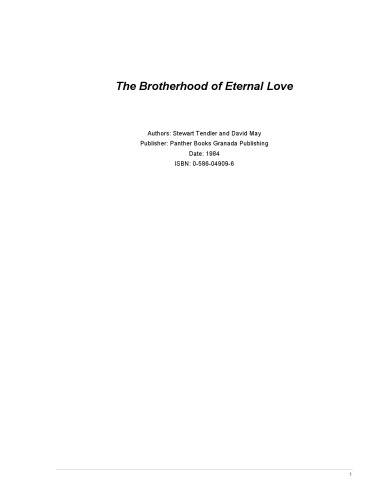 The Brotherhood of Eternal Love
Authors: Stewart Tendler and David May
Publisher: Panther Books Granada Publishing
Date: 1984
ISBN: 0-586-04909-6
1